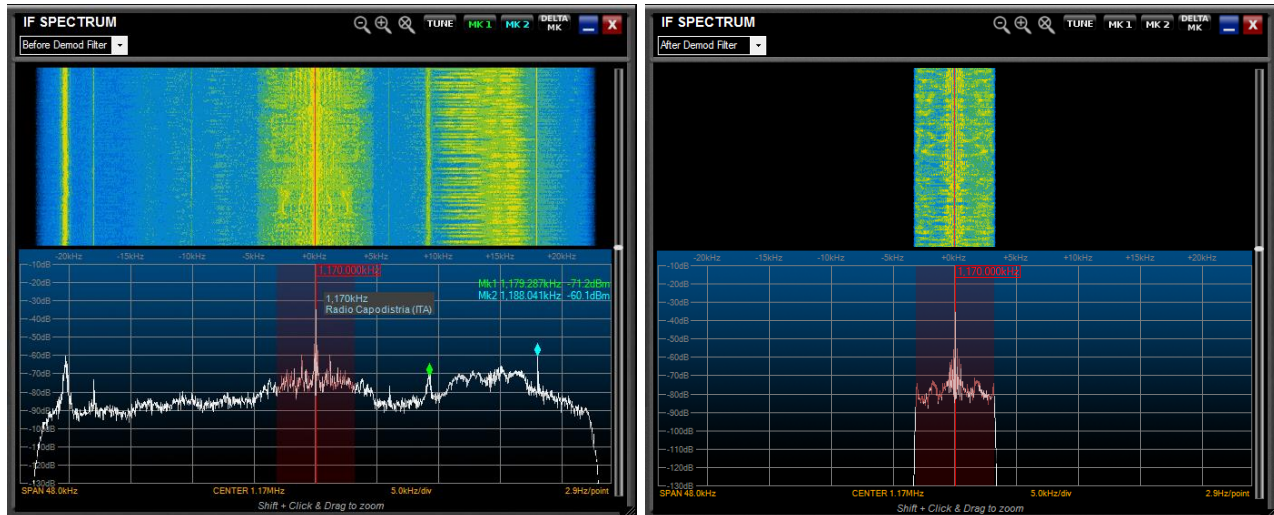 IF SPECTRUM
TUNE MK 1 MK 2 DELTA MK X
Before Demod Filter
-20kHz -15kHz -10kHz -5kHz +0kHz +5kHz +10kHz +15kHz +20kHz
-10dB
-20dB
-30dB
-40dB
-50dB
-60dB
-70dB
-80dB
-90dB
-100dB
-110dB
-120dB
-130dB
1,170.000kHz
Mk1 1,179.287kHz -71.2dBm
Mk2 1,188.041kHz -60.1dBm
1,170kHz
Radio Capodistria (ITA)
SPAN 48.0kHz CENTER 1.17MHz 5.0kHz/div 2.9Hz/point
Shift + Click & Drag to zoom
IF SPECTRUM
TUNE MK 1 MK 2 DELTA MK X
After Demod Filter
-20kHz -15kHz -10kHz -5kHz +0kHz +5kHz +10kHz +15kHz +20kHz
-10dB
-20dB
-30dB
-40dB
-50dB
-60dB
-70dB
-80dB
-90dB
-100dB
-110dB
-120dB
-130dB
1,170.000kHz
SPAN 48.0kHz CENTER 1.17MHz 5.0kHz/div 2.9Hz/point
Shift + Click & Drag to zoom